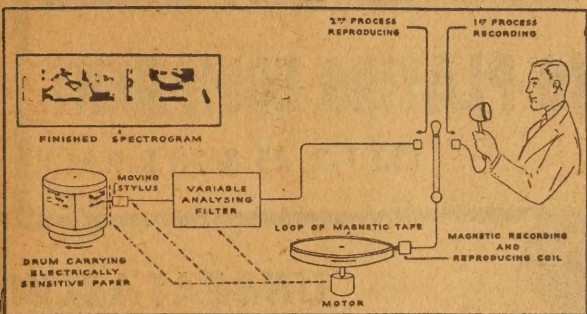 2ND PROCESS
REPRODUCING
1ST PROCESS
RECORDING
FINISHED SPECTROGRAM
MOVING
STYLUS
VARIABLE
ANALYSING
FILTER
LOOP OF MAGNETIC TAPE
MAGNETIC RECORDING
AND
REPRODUCING COIL
DRUM CARRYING
ELECTRICALLY
SENSITIVE PAPER
MOTOR